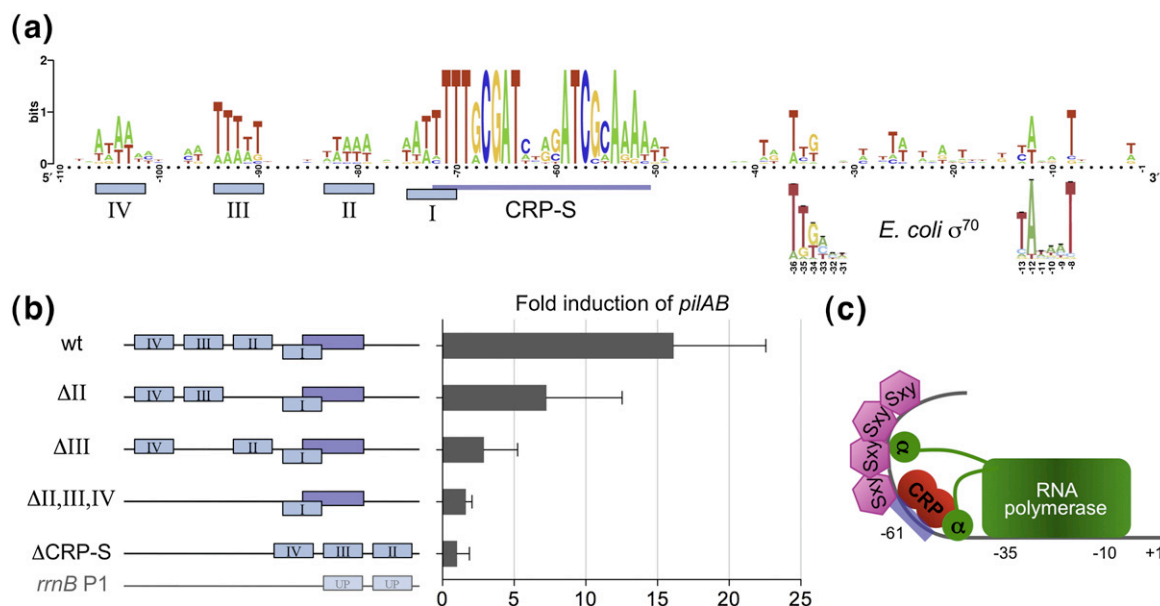 (a)
2
bits
1
0
5′ -110 -100 -90 -80 -70 -60 -50 -40 -30 -20 -10 -1 3′
IV III II I CRP-S
E. coli σ70
-36 -35 -34 -33 -32 -31
-13 -12 -11 -10 -9 -8
(b)
Fold induction of pilAB
wt IV III II I
ΔII IV III I
ΔIII IV II I
ΔII,III,IV I
ΔCRP-S IV III II
rrnB P1 UP UP
0 5 10 15 20 25
(c)
Sxy
Sxy
Sxy
Sxy
α
CRP
α
RNA
polymerase
-61
-35 -10 +1